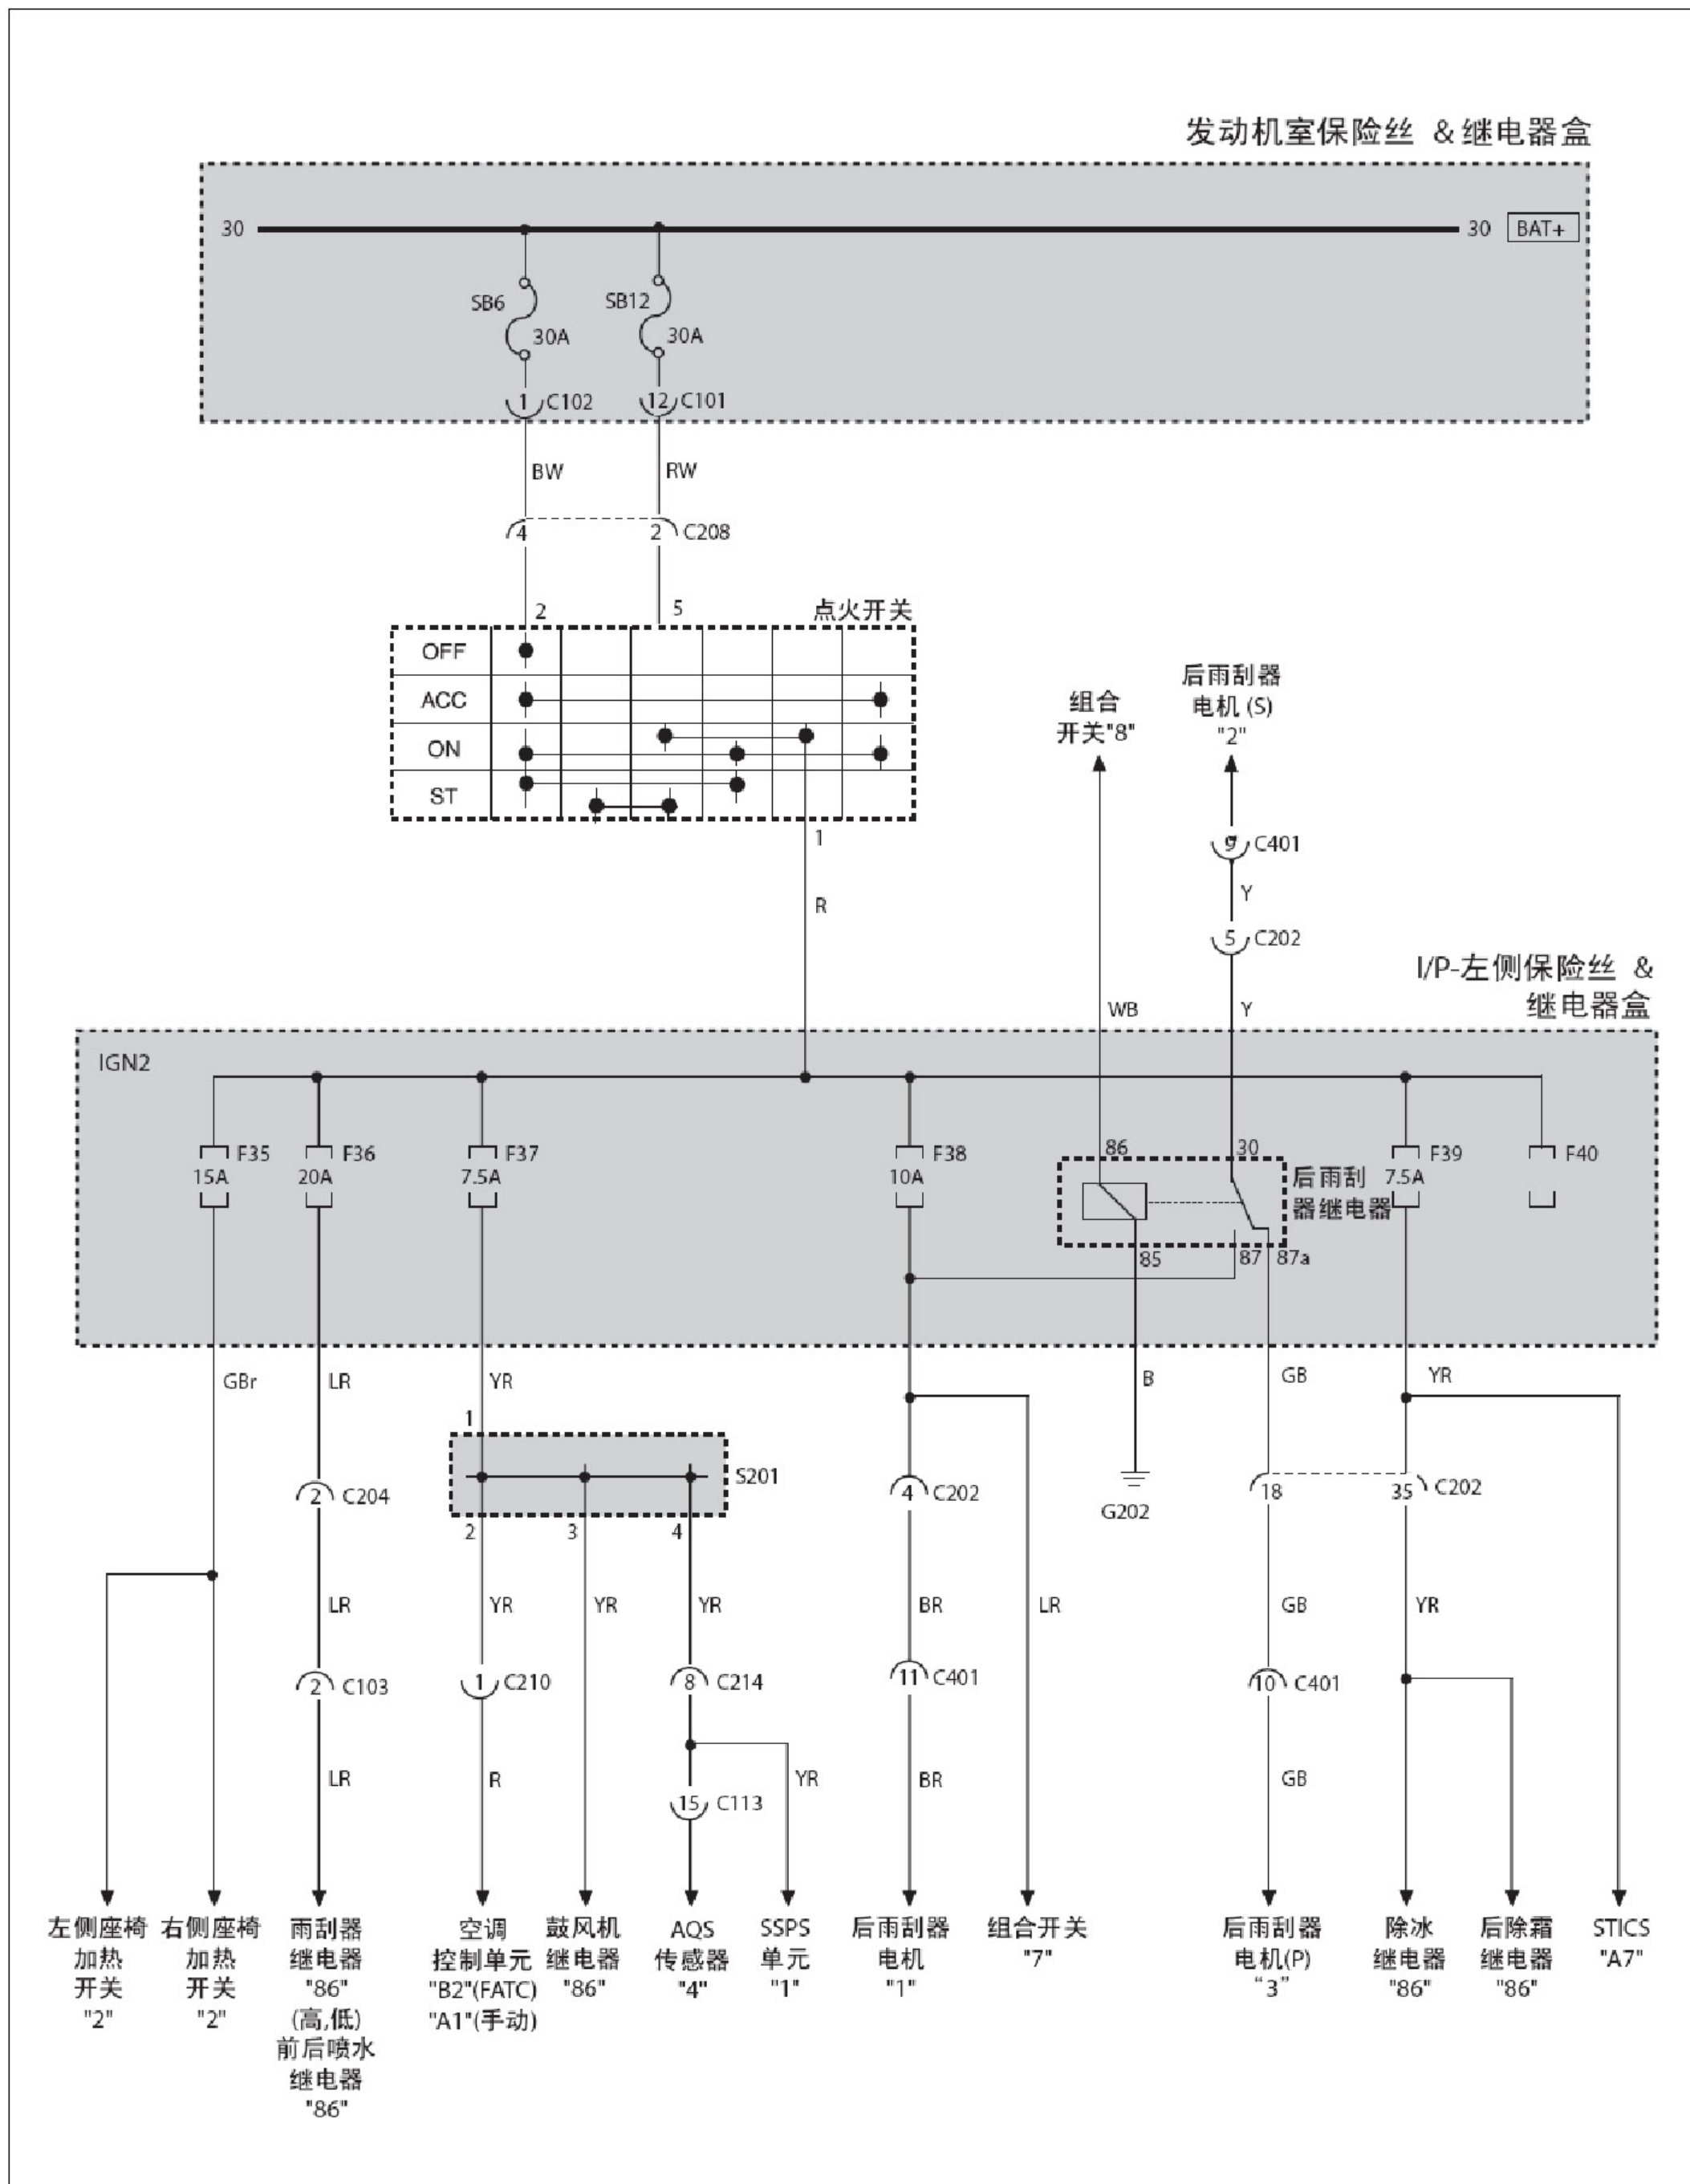 发动机室保险丝 & 继电器盒
30
30
BAT+
SB6
30A
SB12
30A
1
C102
12
C101
BW
RW
4
2
C208
2
5
点火开关
OFF
ACC
ON
ST
1
R
组合
开关"8"
后雨刮器
电机 (S)
"2"
9
C401
Y
5
C202
WB
Y
I/P-左侧保险丝 &
继电器盒
IGN2
F35
15A
F36
20A
F37
7.5A
F38
10A
86
30
后雨刮
器继电器
85
87
87a
F39
7.5A
F40
GBr
LR
YR
B
GB
YR
1
S201
2
3
4
2
C204
4
C202
G202
18
35
C202
LR
YR
YR
YR
BR
LR
GB
YR
2
C103
1
C210
8
C214
11
C401
10
C401
LR
R
YR
BR
GB
15
C113
左侧座椅
加热
开关
"2"
右侧座椅
加热
开关
"2"
雨刮器
继电器
"86"
(高,低)
前后喷水
继电器
"86"
空调
控制单元
"B2"(FATC)
"A1"(手动)
鼓风机
继电器
"86"
AQS
传感器
"4"
SSPS
单元
"1"
后雨刮器
电机
"1"
组合开关
"7"
后雨刮器
电机(P)
“3”
除冰
继电器
"86"
后除霜
继电器
"86"
STICS
"A7"